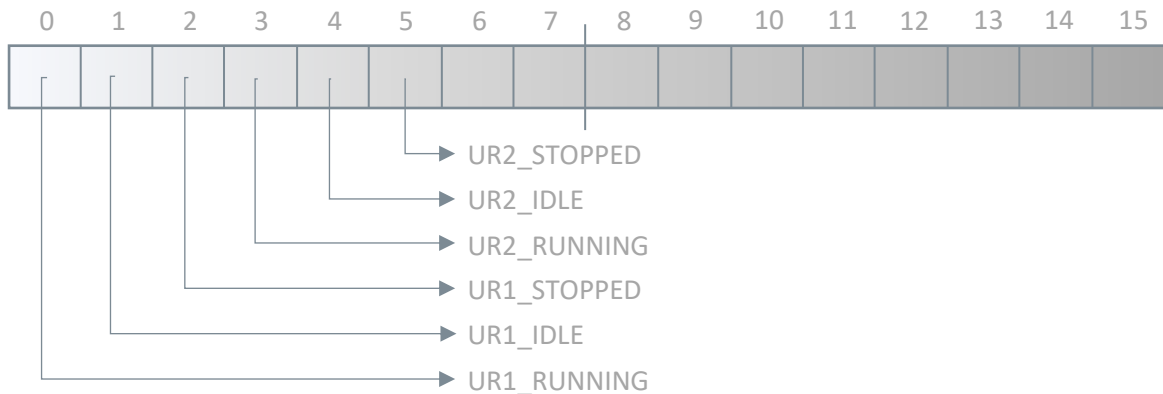 0 1 2 3 4 5 6 7 8 9 10 11 12 13 14 15
UR2_STOPPED
UR2_IDLE
UR2_RUNNING
UR1_STOPPED
UR1_IDLE
UR1_RUNNING